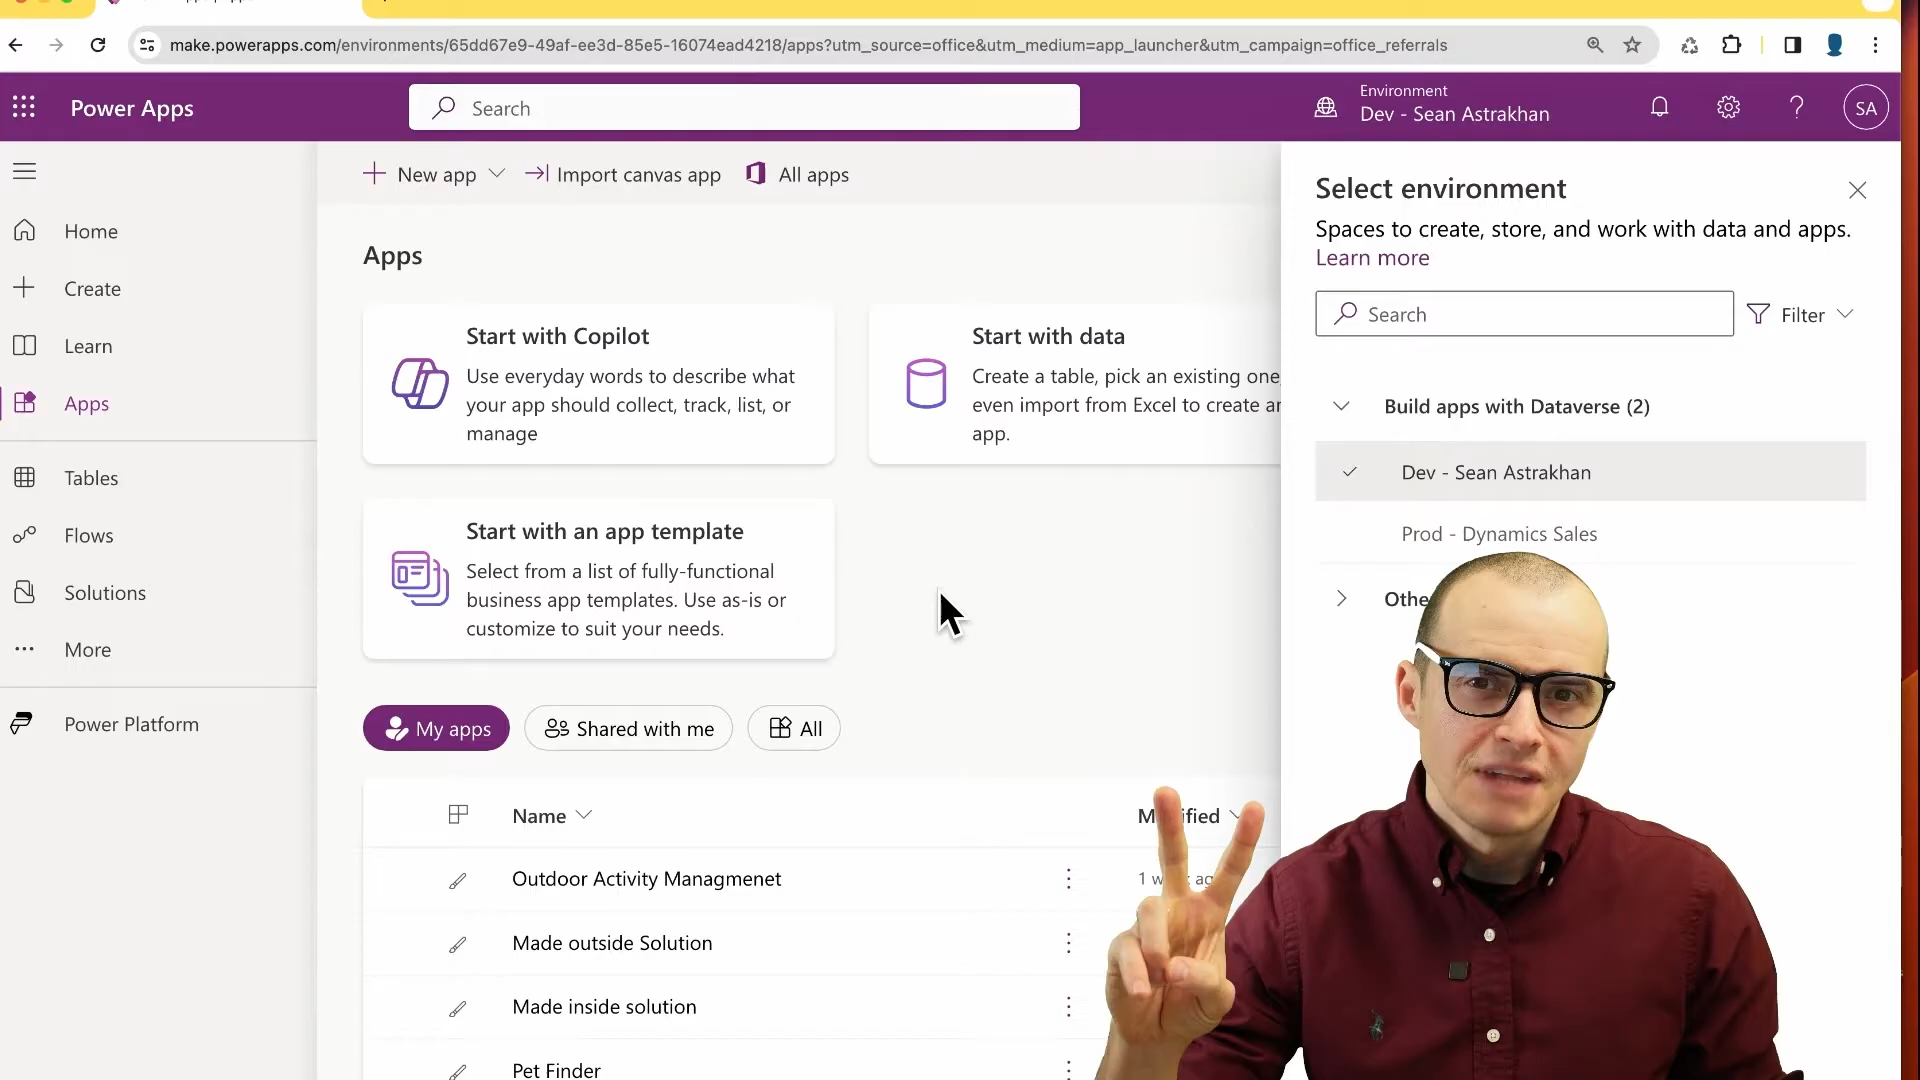 make.powerapps.com/environments/65dd67e9-49af-ee3d-85e5-16074ead4218/apps?utm_source=office&utm_medium=app_launcher&utm_campaign=office_referrals
Power Apps
Search
Environment
Dev - Sean Astrakhan
SA
Home
Create
Learn
Apps
Tables
Flows
Solutions
More
Power Platform
New app
Import canvas app
All apps
Apps
Start with Copilot
Use everyday words to describe what
your app should collect, track, list, or
manage
Start with data
Create a table, pick an existing one,
even import from Excel to create an
app.
Start with an app template
Select from a list of fully-functional
business app templates. Use as-is or
customize to suit your needs.
My apps
Shared with me
All
Name
Outdoor Activity Managmenet
1
Made outside Solution
Made inside solution
Pet Finder
Select environment
Spaces to create, store, and work with data and apps.
Learn more
Search
Filter
Build apps with Dataverse (2)
Dev - Sean Astrakhan
Prod - Dynamics Sales